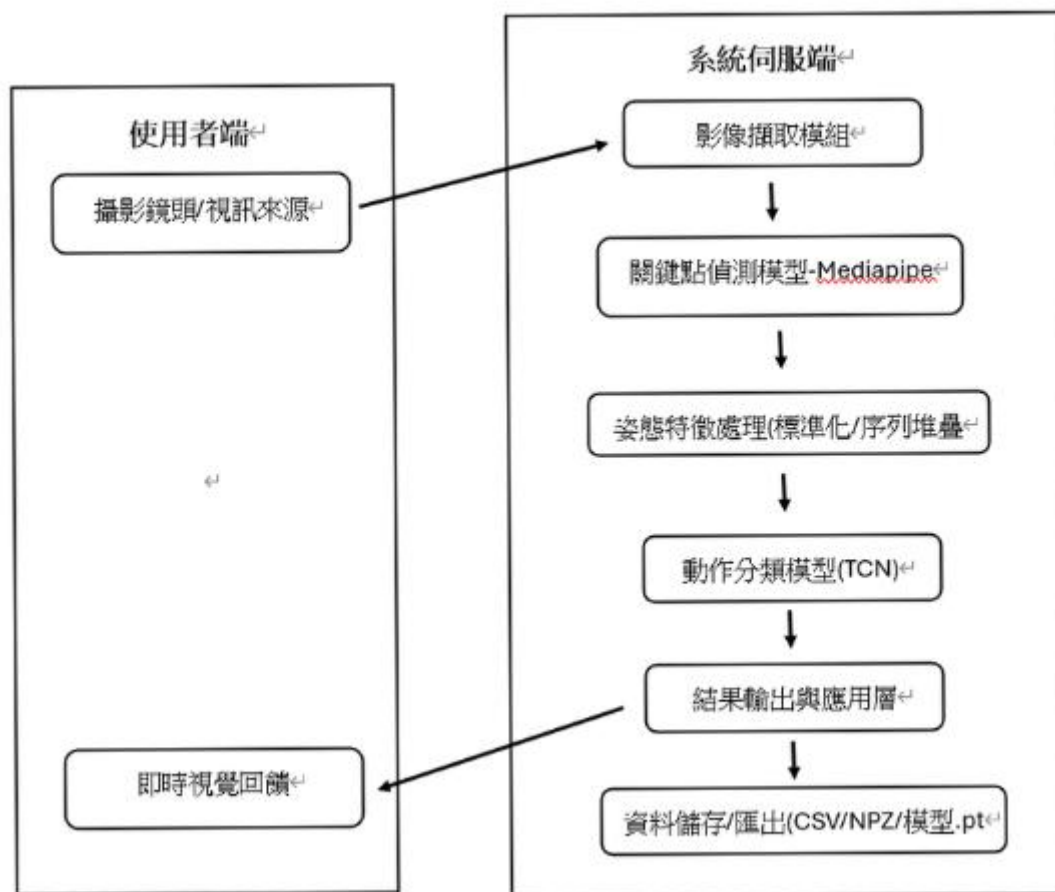 使用者端
攝影鏡頭/視訊來源
即時視覺回饋
系統伺服端
影像擷取模組
關鍵點偵測模型-Mediapipe
姿態特徵處理(標準化/序列堆疊
動作分類模型(TCN)
結果輸出與應用層
資料儲存/匯出(CSV/NPZ/模型.pt